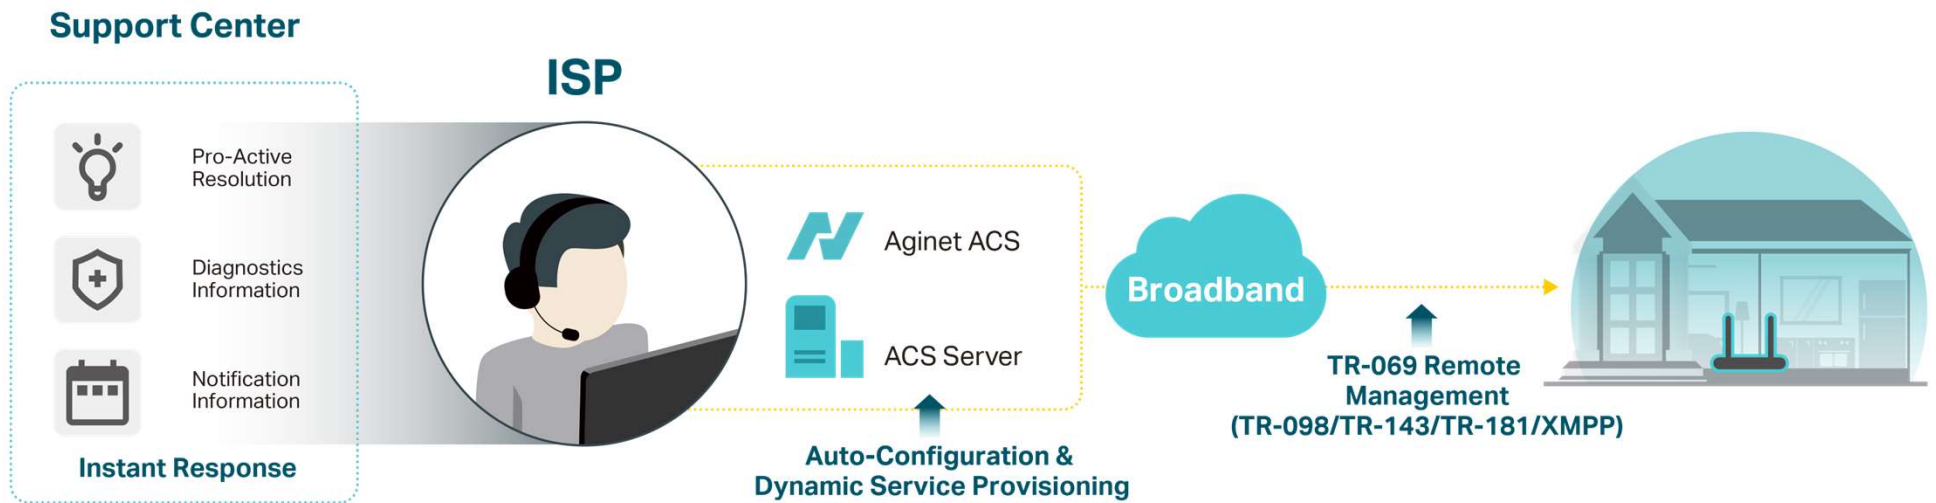 Support Center
ISP
Pro-Active
Resolution
Diagnostics
Information
Notification
Information
Instant Response
Aginet ACS
ACS Server
Auto-Configuration &
Dynamic Service Provisioning
Broadband
TR-069 Remote
Management
(TR-098/TR-143/TR-181/XMPP)